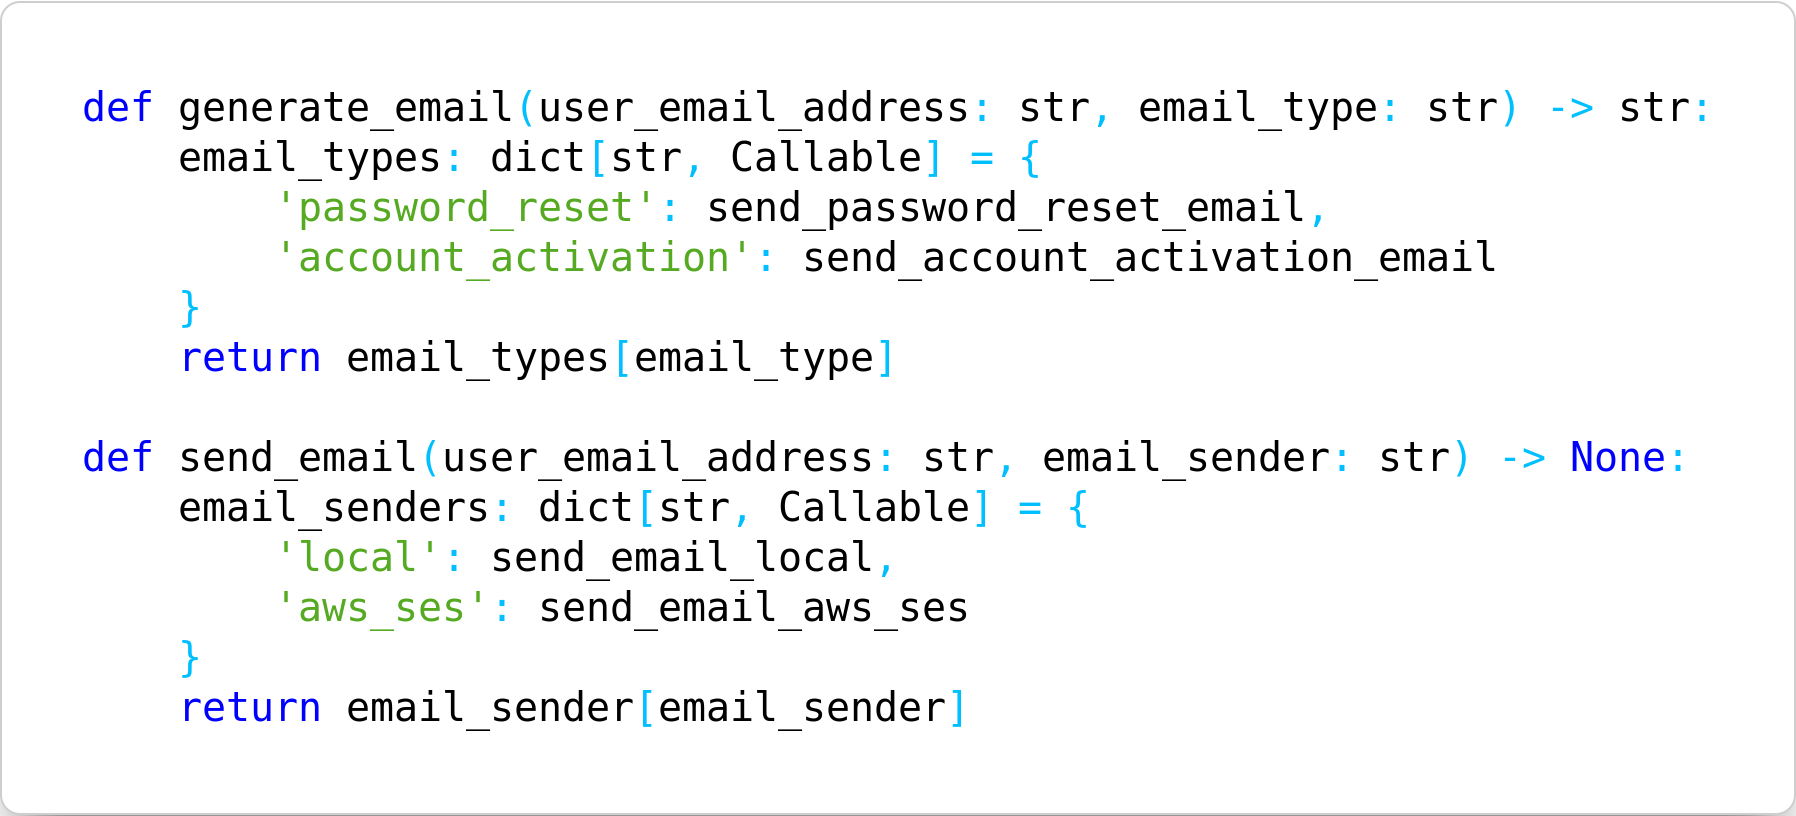 def generate_email(user_email_address: str, email_type: str) -> str:
    email_types: dict[str, Callable] = {
        'password_reset': send_password_reset_email,
        'account_activation': send_account_activation_email
    }
    return email_types[email_type]

def send_email(user_email_address: str, email_sender: str) -> None:
    email_senders: dict[str, Callable] = {
        'local': send_email_local,
        'aws_ses': send_email_aws_ses
    }
    return email_sender[email_sender]